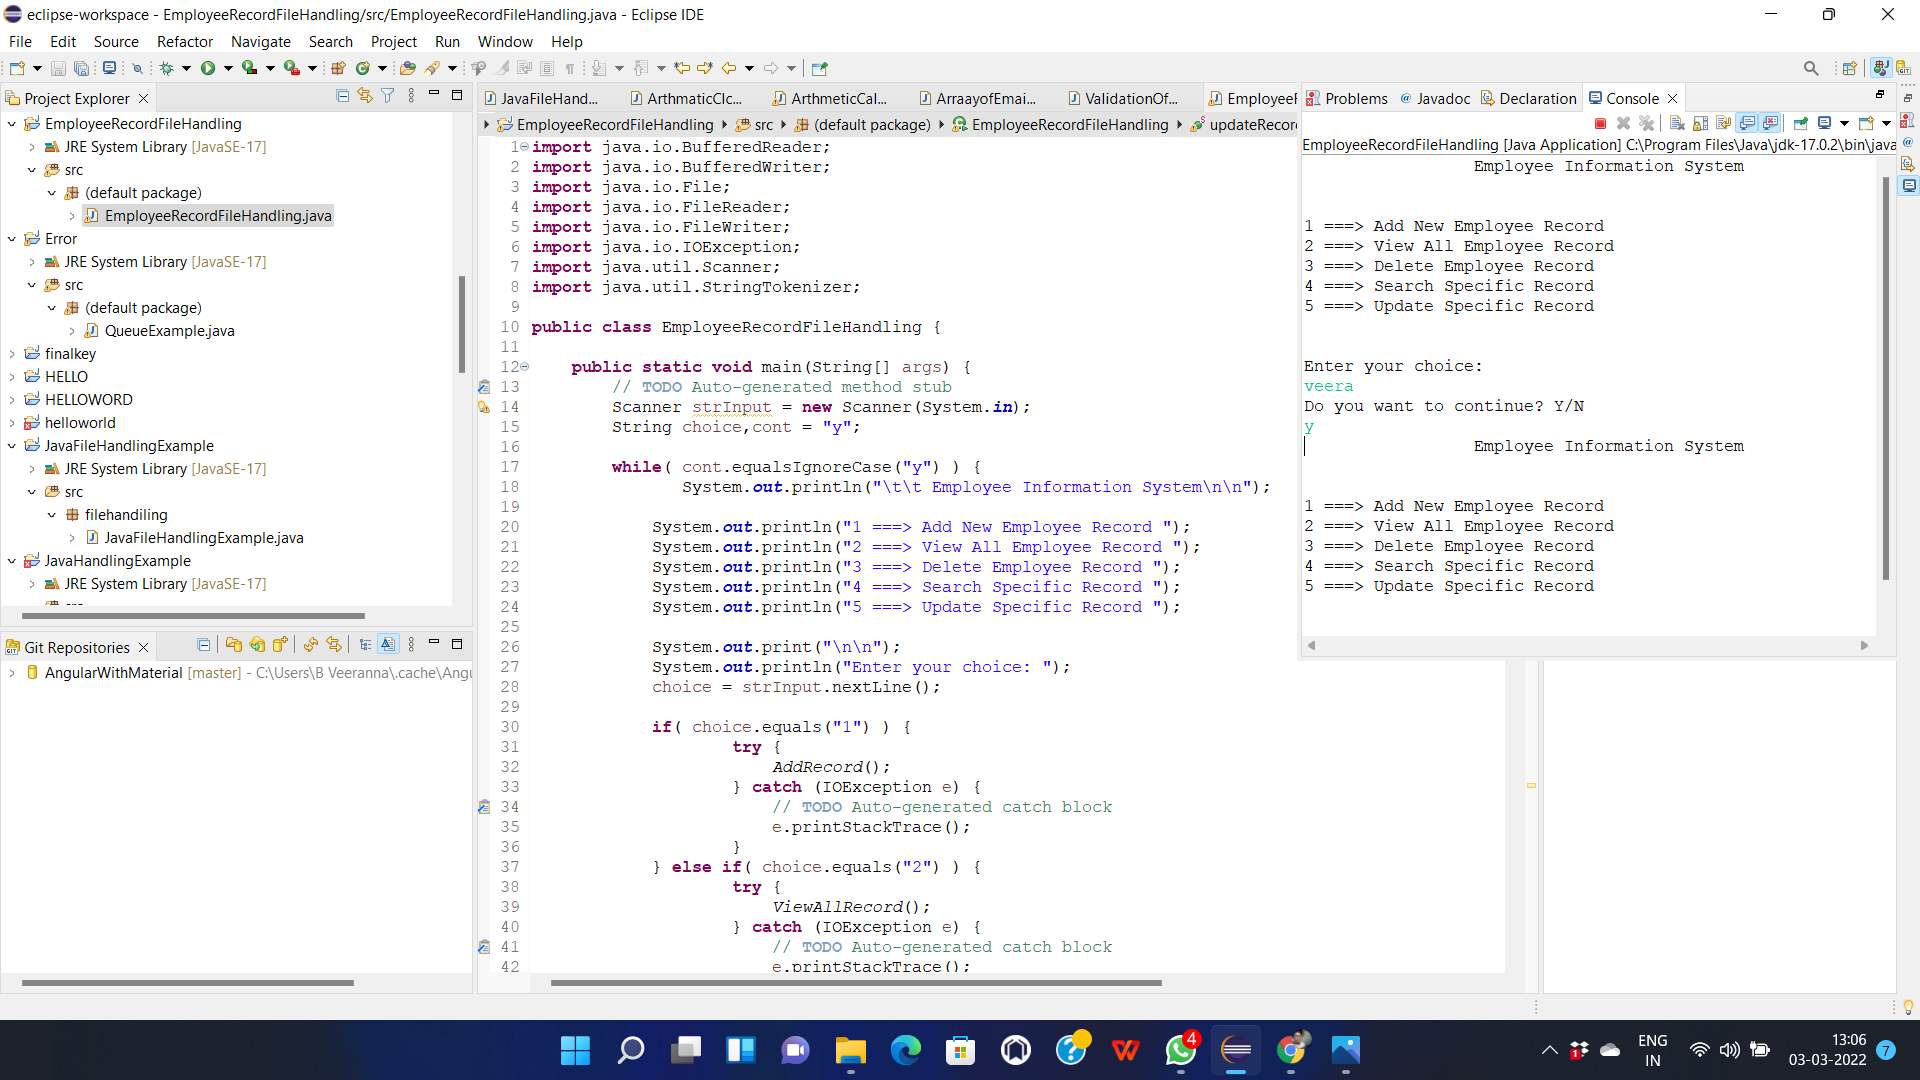 eclipse-workspace - EmployeeRecordFileHandling/src/EmployeeRecordFileHandling.java - Eclipse IDE
File Edit Source Refactor Navigate Search Project Run Window Help
Project Explorer
EmployeeRecordFileHandling
JRE System Library [JavaSE-17]
src
(default package)
EmployeeRecordFileHandling.java
Error
JRE System Library [JavaSE-17]
src
(default package)
QueueExample.java
finalkey
HELLO
HELLOWORD
helloworld
JavaFileHandlingExample
JRE System Library [JavaSE-17]
src
filehandiling
JavaFileHandlingExample.java
JavaHandlingExample
JRE System Library [JavaSE-17]
Git Repositories
AngularWithMaterial [master] - C:\Users\B Veeranna\.cache\Angu
JavaFileHand... ArthmaticClc... ArthmeticCal... ArraayofEmai... ValidationOf... EmployeeF
EmployeeRecordFileHandling src (default package) EmployeeRecordFileHandling updateRecor
1 import java.io.BufferedReader;
2 import java.io.BufferedWriter;
3 import java.io.File;
4 import java.io.FileReader;
5 import java.io.FileWriter;
6 import java.io.IOException;
7 import java.util.Scanner;
8 import java.util.StringTokenizer;
9
10 public class EmployeeRecordFileHandling {
11
12 public static void main(String[] args) {
13 // TODO Auto-generated method stub
14 Scanner strInput = new Scanner(System.in);
15 String choice,cont = "y";
16
17 while( cont.equalsIgnoreCase("y") ) {
18 System.out.println("\t\t Employee Information System\n\n");
19
20 System.out.println("1 ===> Add New Employee Record ");
21 System.out.println("2 ===> View All Employee Record ");
22 System.out.println("3 ===> Delete Employee Record ");
23 System.out.println("4 ===> Search Specific Record ");
24 System.out.println("5 ===> Update Specific Record ");
25
26 System.out.print("\n\n");
27 System.out.println("Enter your choice: ");
28 choice = strInput.nextLine();
29
30 if( choice.equals("1") ) {
31 try {
32 AddRecord();
33 } catch (IOException e) {
34 // TODO Auto-generated catch block
35 e.printStackTrace();
36 }
37 } else if( choice.equals("2") ) {
38 try {
39 ViewAllRecord();
40 } catch (IOException e) {
41 // TODO Auto-generated catch block
42 e.printStackTrace();
Problems Javadoc Declaration Console
EmployeeRecordFileHandling [Java Application] C:\Program Files\Java\jdk-17.0.2\bin\java
Employee Information System
1 ===> Add New Employee Record
2 ===> View All Employee Record
3 ===> Delete Employee Record
4 ===> Search Specific Record
5 ===> Update Specific Record
Enter your choice:
veera
Do you want to continue? Y/N
y
Employee Information System
1 ===> Add New Employee Record
2 ===> View All Employee Record
3 ===> Delete Employee Record
4 ===> Search Specific Record
5 ===> Update Specific Record
4
1
ENG
IN
13:06
03-03-2022
7